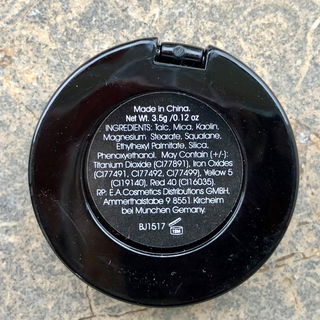 Made in China.
Net Wt. 3.5g /0.12 oz
INGREDIENTS: Talc, Mica, Kaolin,
Magnesium Stearate, Squalane,
Ethylhexyl Palmitate, Silica,
Phenoxyethanol. May Contain (+/-):
Titanium Dioxide (CI77891), Iron Oxides
(CI77491, CI77492, CI77499), Yellow 5
(CI19140), Red 40 (CI16035).
RP: E.A Cosmetics Distributions GMBH.
Ammerthalstabe 9 8551 Kircheim
bei Munchen Gemany.
BJ1517
18M